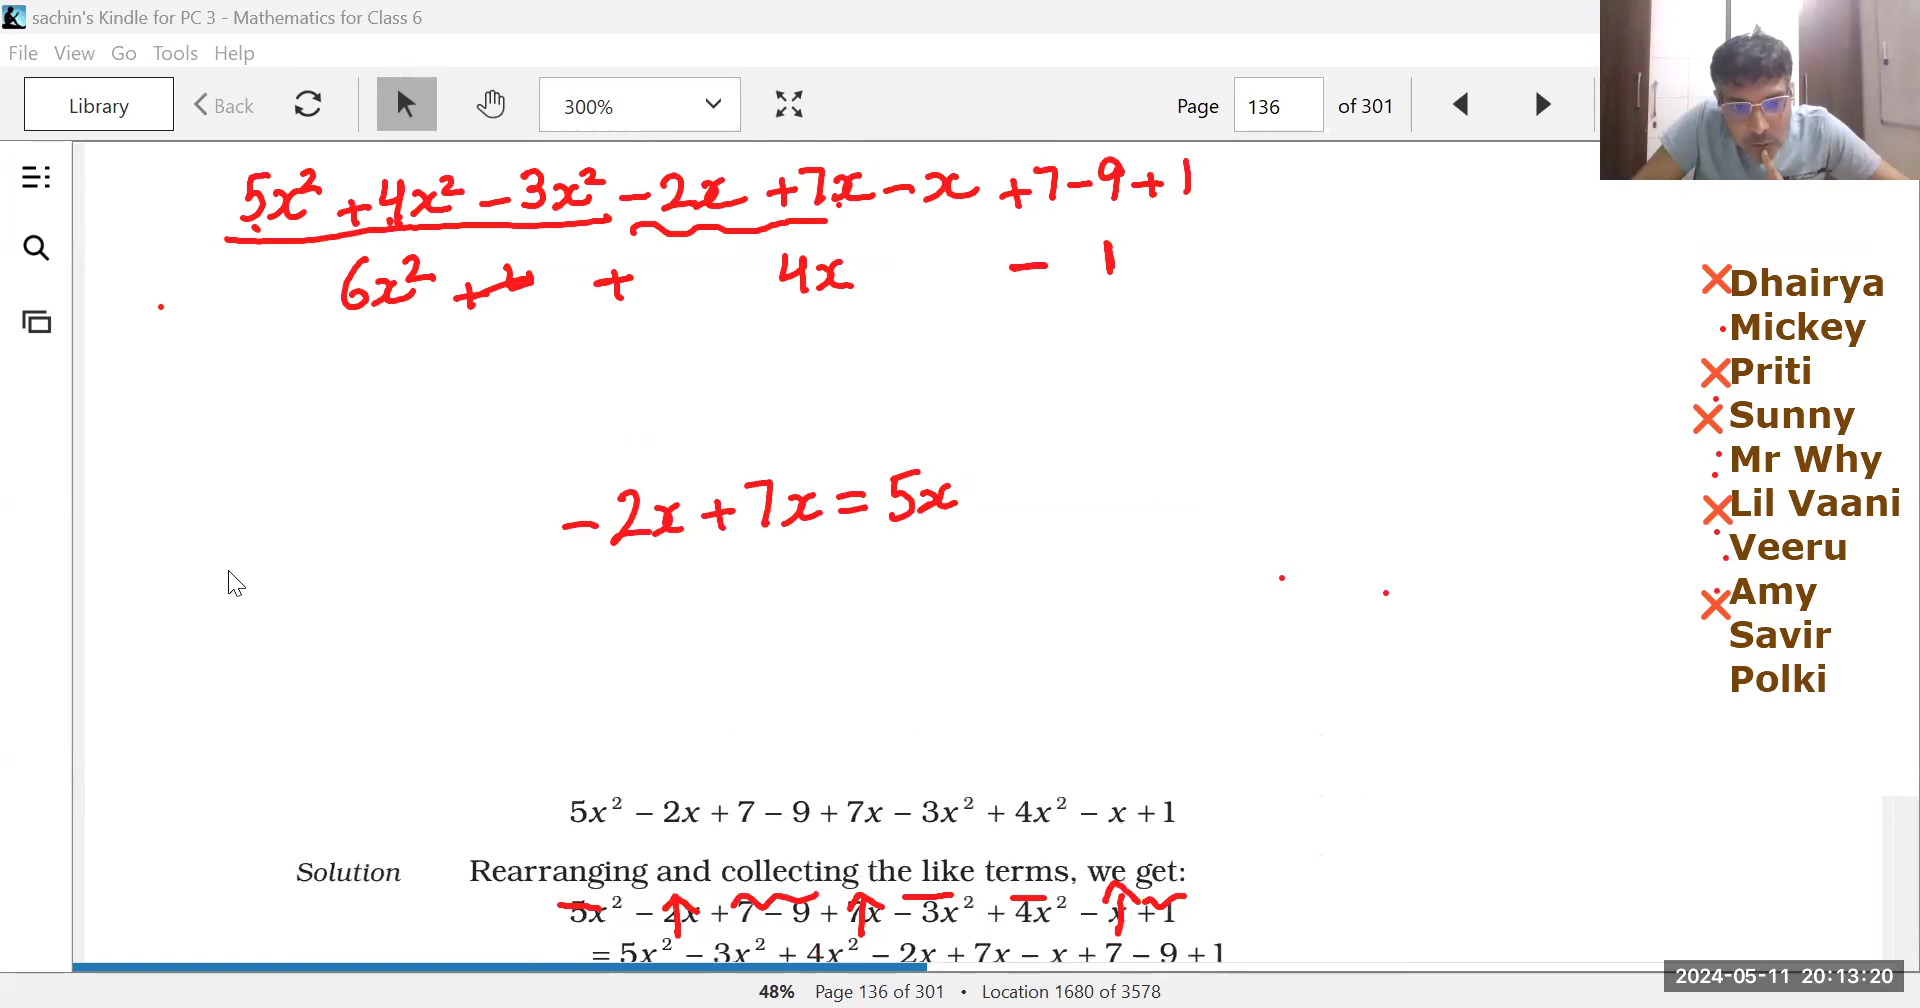 sachin's Kindle for PC 3 - Mathematics for Class 6
File View Go Tools Help
Library Back 300% Page 136 of 301
5x² + 4x² - 3x² - 2x + 7x - x + 7 - 9 + 1
6x² + 4x - 1
Dhairya
Mickey
Priti
Sunny
Mr Why
Lil Vaani
Veeru
Amy
Savir
Polki
-2x + 7x = 5x
5x² − 2x + 7 − 9 + 7x − 3x² + 4x² − x + 1
Solution Rearranging and collecting the like terms, we get:
5x² − 2x + 7 − 9 + 7x − 3x² + 4x² − x + 1
= 5x² − 3x² + 4x² − 2x + 7x − x + 7 − 9 + 1
2024-05-11 20:13:20
48% Page 136 of 301 • Location 1680 of 3578